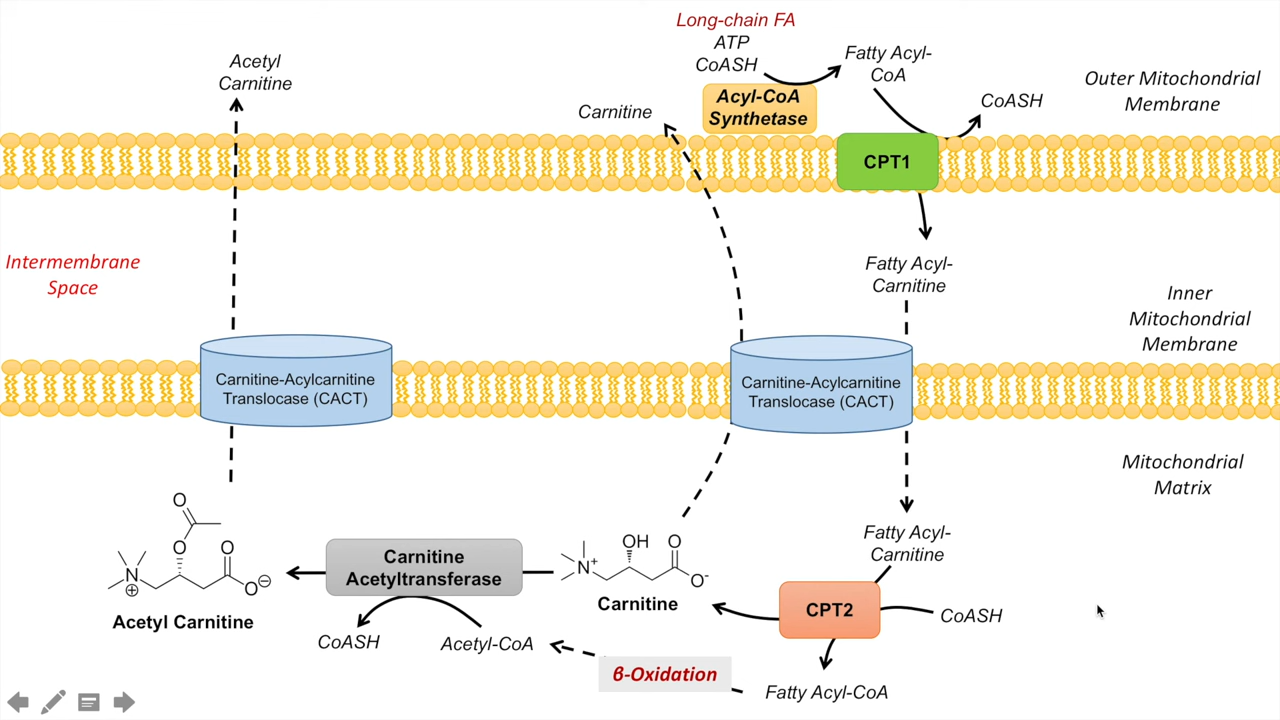 Long-chain FA
ATP
CoASH
Fatty Acyl-
CoA
Acetyl
Carnitine
Outer Mitochondrial
Membrane
Carnitine
Acyl-CoA
Synthetase
CoASH
CPT1
Intermembrane
Space
Fatty Acyl-
Carnitine
Inner
Mitochondrial
Membrane
Carnitine-Acylcarnitine
Translocase (CACT)
Carnitine-Acylcarnitine
Translocase (CACT)
Mitochondrial
Matrix
O
O
O
O⊖
N⊕
Acetyl Carnitine
Carnitine
Acetyltransferase
CoASH
Acetyl-CoA
OH
O
N+
O-
Carnitine
Fatty Acyl-
Carnitine
CPT2
CoASH
β-Oxidation
Fatty Acyl-CoA